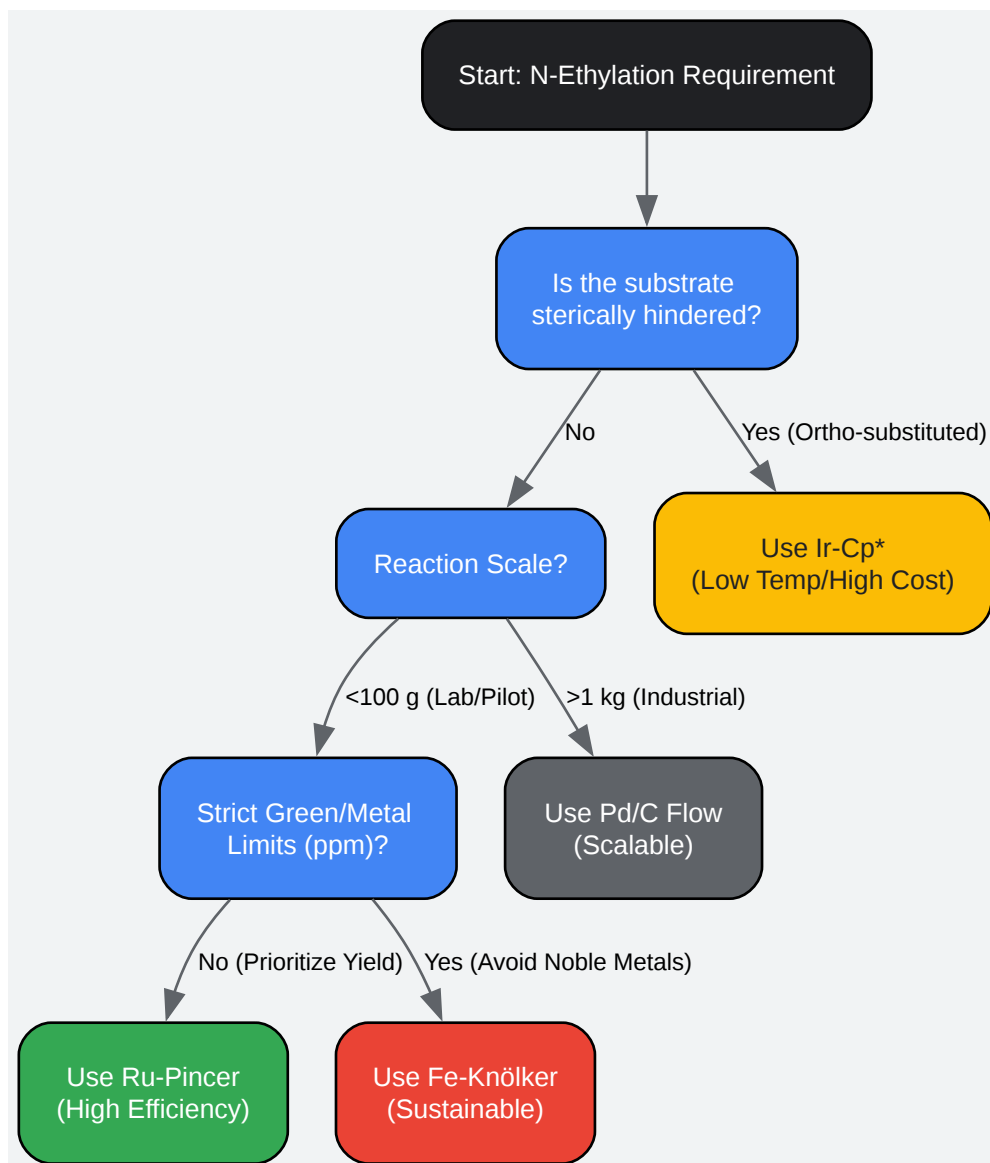 Start: N-Ethylation Requirement
Is the substrate
sterically hindered?
No
Yes (Ortho-substituted)
Reaction Scale?
Use Ir-Cp*
(Low Temp/High Cost)
<100 g (Lab/Pilot)
>1 kg (Industrial)
Strict Green/Metal
Limits (ppm)?
Use Pd/C Flow
(Scalable)
No (Prioritize Yield)
Yes (Avoid Noble Metals)
Use Ru-Pincer
(High Efficiency)
Use Fe-Knölker
(Sustainable)